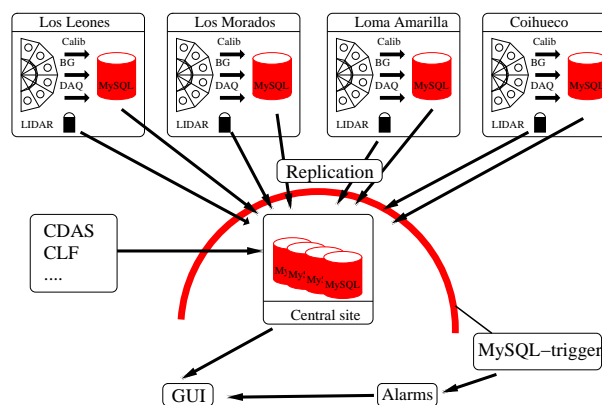 Los Leones
Los Morados
Loma Amarilla
Coihueco
Calib
BG
DAQ
MySQL
LIDAR
Calib
BG
DAQ
MySQL
LIDAR
Calib
BG
DAQ
MySQL
LIDAR
Calib
BG
DAQ
MySQL
LIDAR
Replication
CDAS
CLF
....
MySQL
Central site
MySQL−trigger
GUI
Alarms